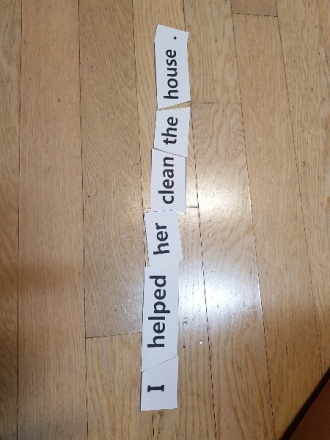 I helped her clean the house .